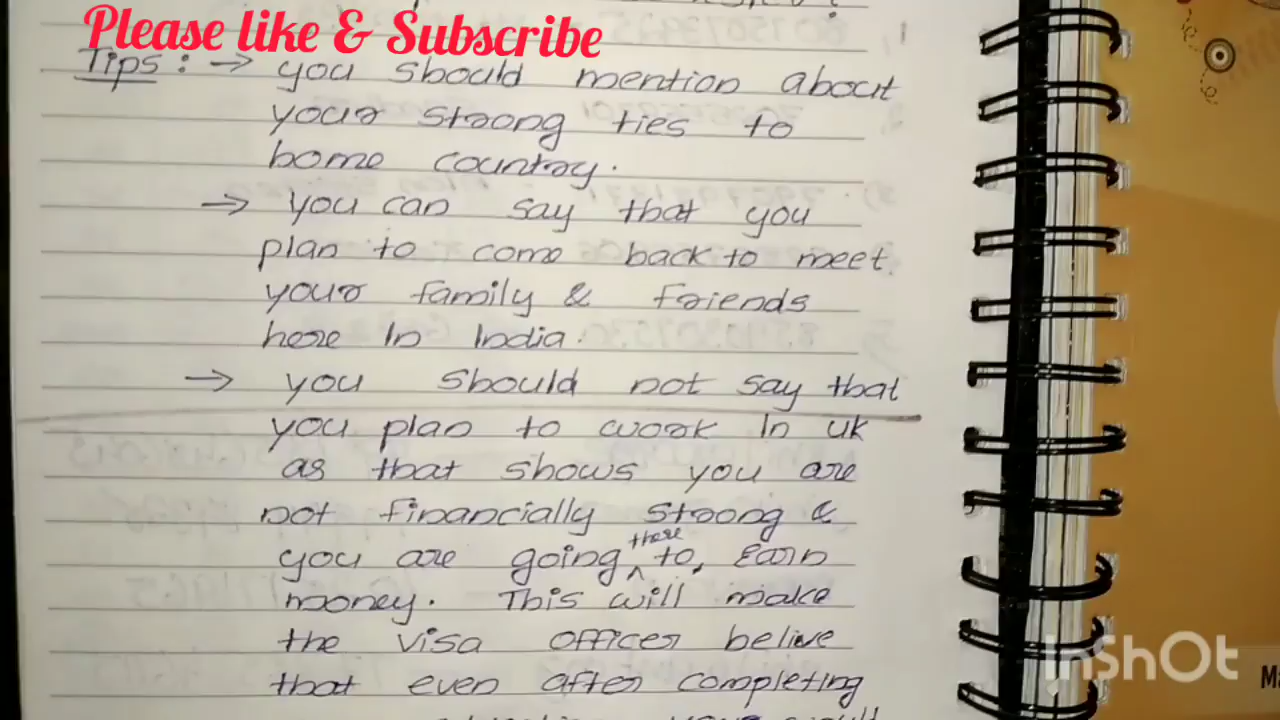 Please like & Subscribe
Tips : → you should mention about
your strong ties to
home country.
→ you can say that you
plan to come back to meet
your family & friends
here In India.
→ you should not say that
you plan to work In uk
as that shows you are
not financially strong &
you are going there to, Earn
money. This will make
the visa officer belive
that even after completing
InShOt